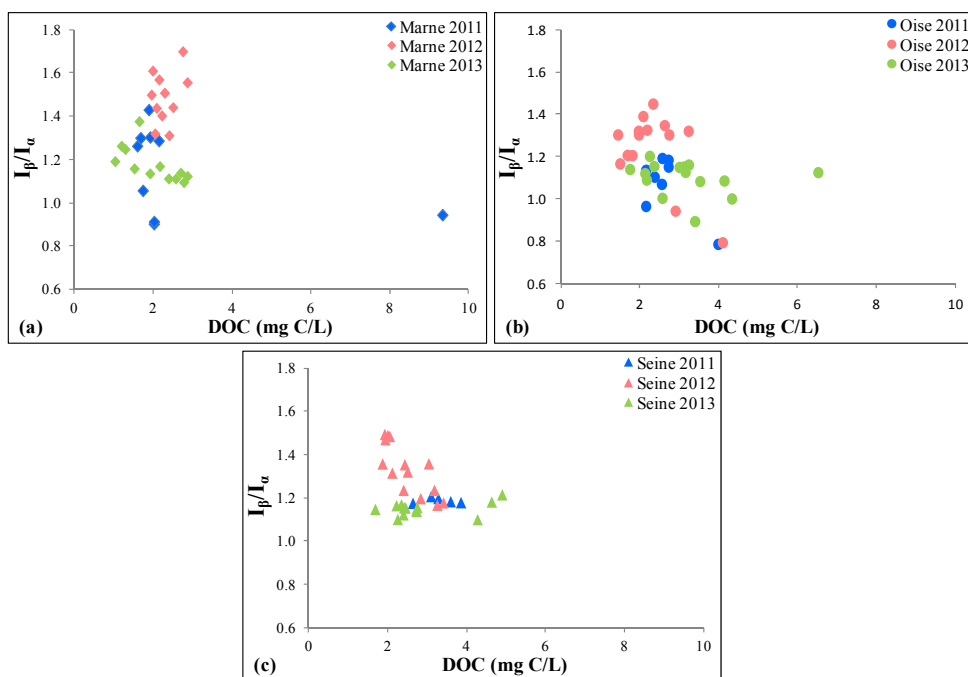 1.8
1.6
1.4
1.2
1.0
0.8
0.6
Iβ/Iα
0
2
4
6
8
10
DOC (mg C/L)
(a)
Marne 2011
Marne 2012
Marne 2013
1.8
1.6
1.4
1.2
1.0
0.8
0.6
Iβ/Iα
0
2
4
6
8
10
DOC (mg C/L)
(b)
Oise 2011
Oise 2012
Oise 2013
1.8
1.6
1.4
1.2
1.0
0.8
0.6
Iβ/Iα
0
2
4
6
8
10
DOC (mg C/L)
(c)
Seine 2011
Seine 2012
Seine 2013